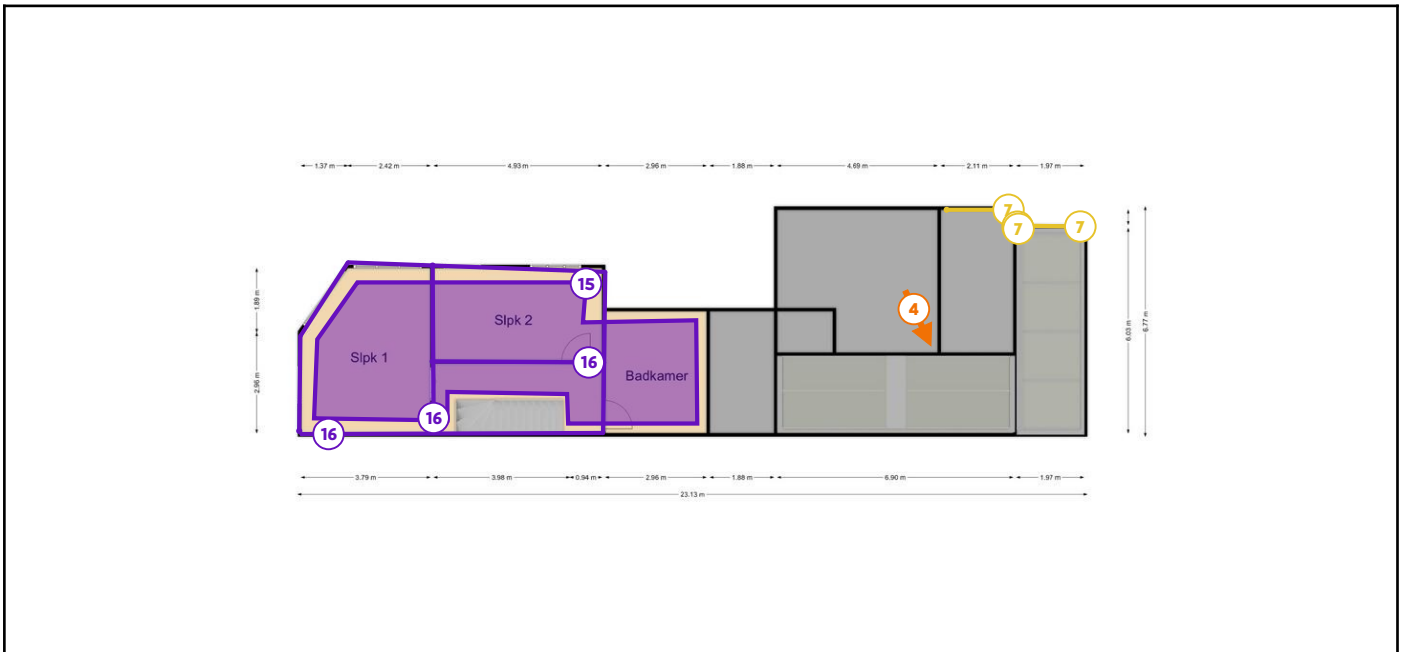 1.37 m 2.42 m 4.93 m 2.96 m 1.88 m 4.69 m 2.11 m 1.97 m
7
7 7
1.89 m
15
6.03 m 6.77 m
4
Slpk 2
Slpk 1
16
Badkamer
2.96 m
16
16
3.79 m 3.98 m 0.94 m 2.96 m 1.88 m 6.90 m 1.97 m
23.13 m